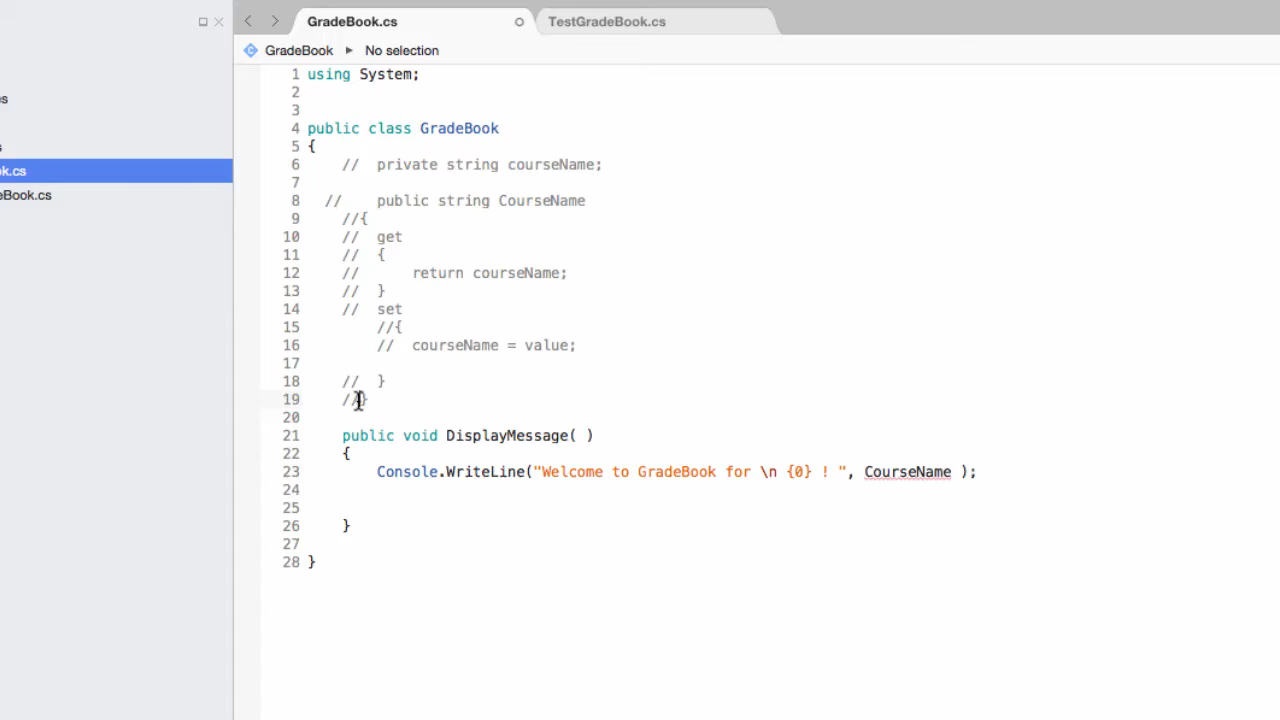 GradeBook.cs
TestGradeBook.cs
GradeBook
No selection
s
s
k.cs
eBook.cs
1 using System;
2
3
4 public class GradeBook
5 {
6 // private string courseName;
7
8 // public string CourseName
9 //{
10 // get
11 // {
12 // return courseName;
13 // }
14 // set
15 //{
16 // courseName = value;
17
18 // }
19 //}
20
21 public void DisplayMessage( )
22 {
23 Console.WriteLine("Welcome to GradeBook for \n {0} ! ", CourseName );
24
25
26 }
27
28 }